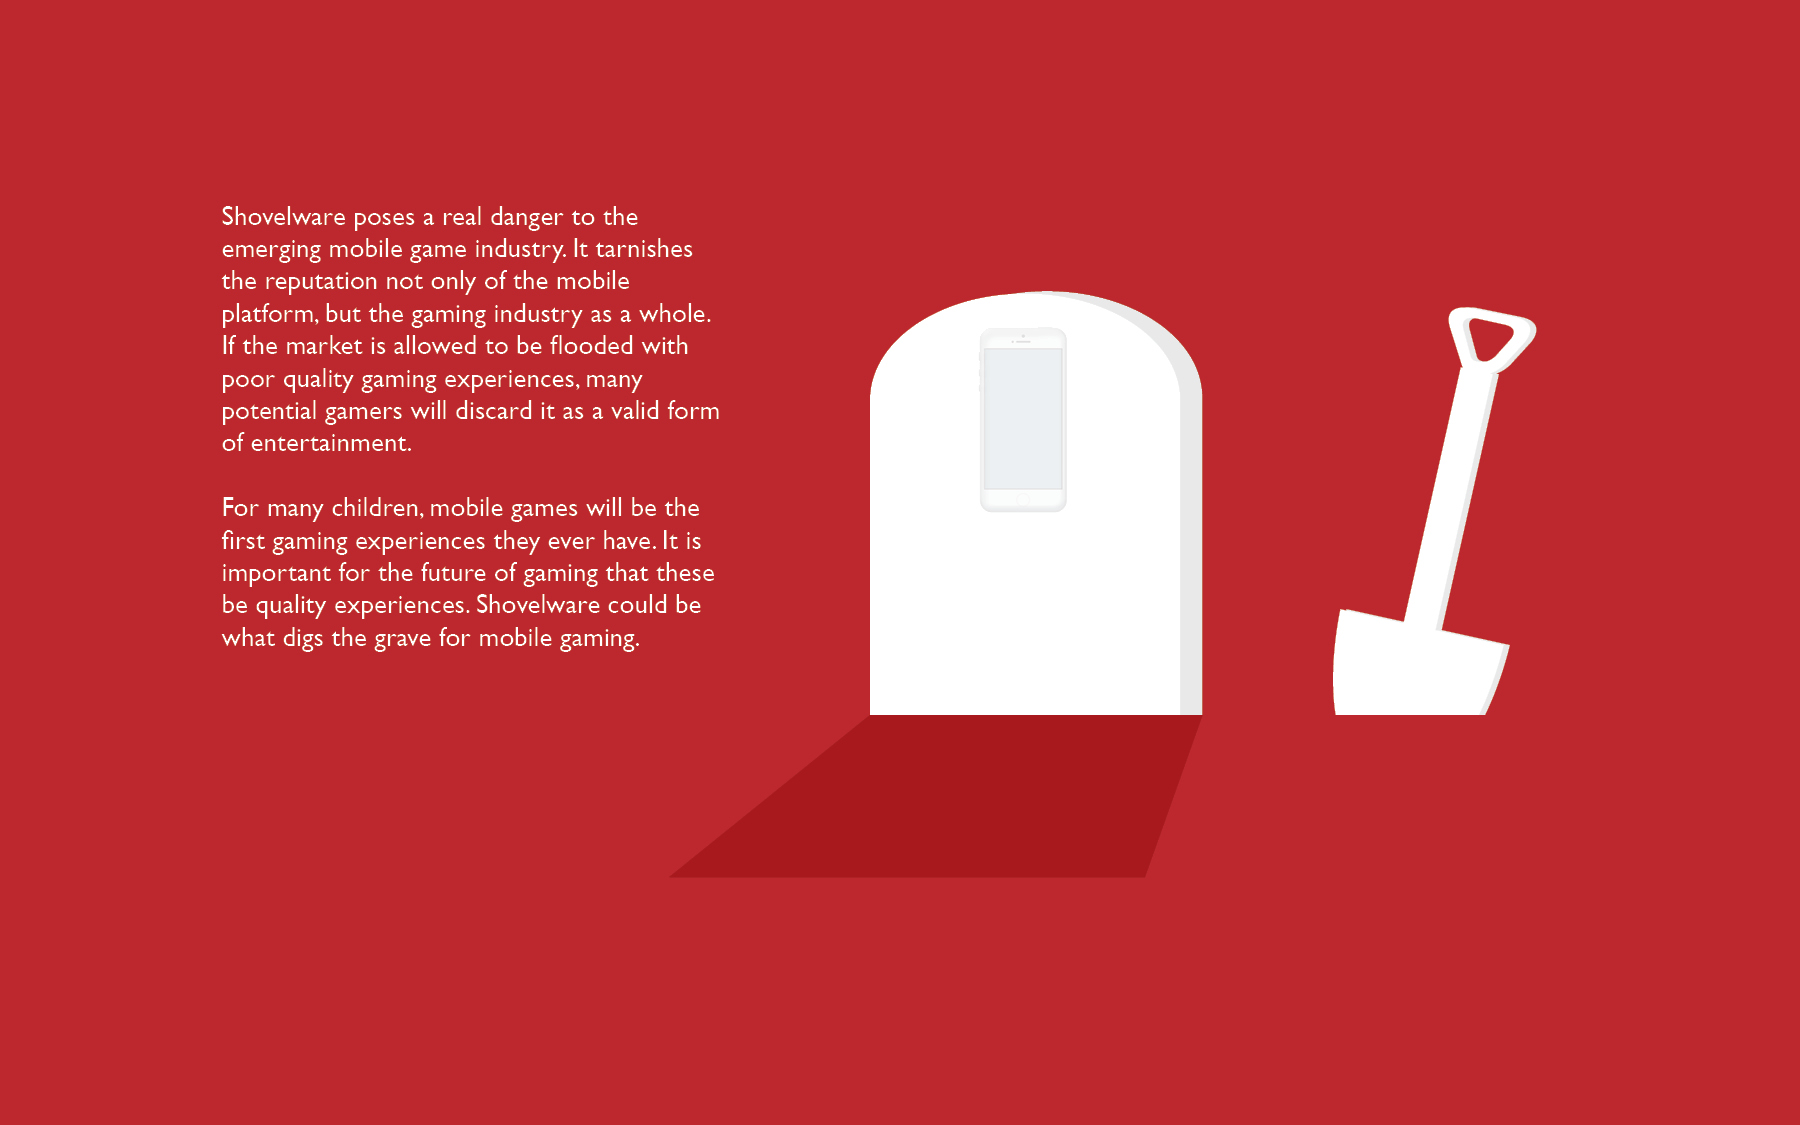 Shovelware poses a real danger to the
emerging mobile game industry. It tarnishes
the reputation not only of the mobile
platform, but the gaming industry as a whole.
If the market is allowed to be flooded with
poor quality gaming experiences, many
potential gamers will discard it as a valid form
of entertainment.
For many children, mobile games will be the
first gaming experiences they ever have. It is
important for the future of gaming that these
be quality experiences. Shovelware could be
what digs the grave for mobile gaming.